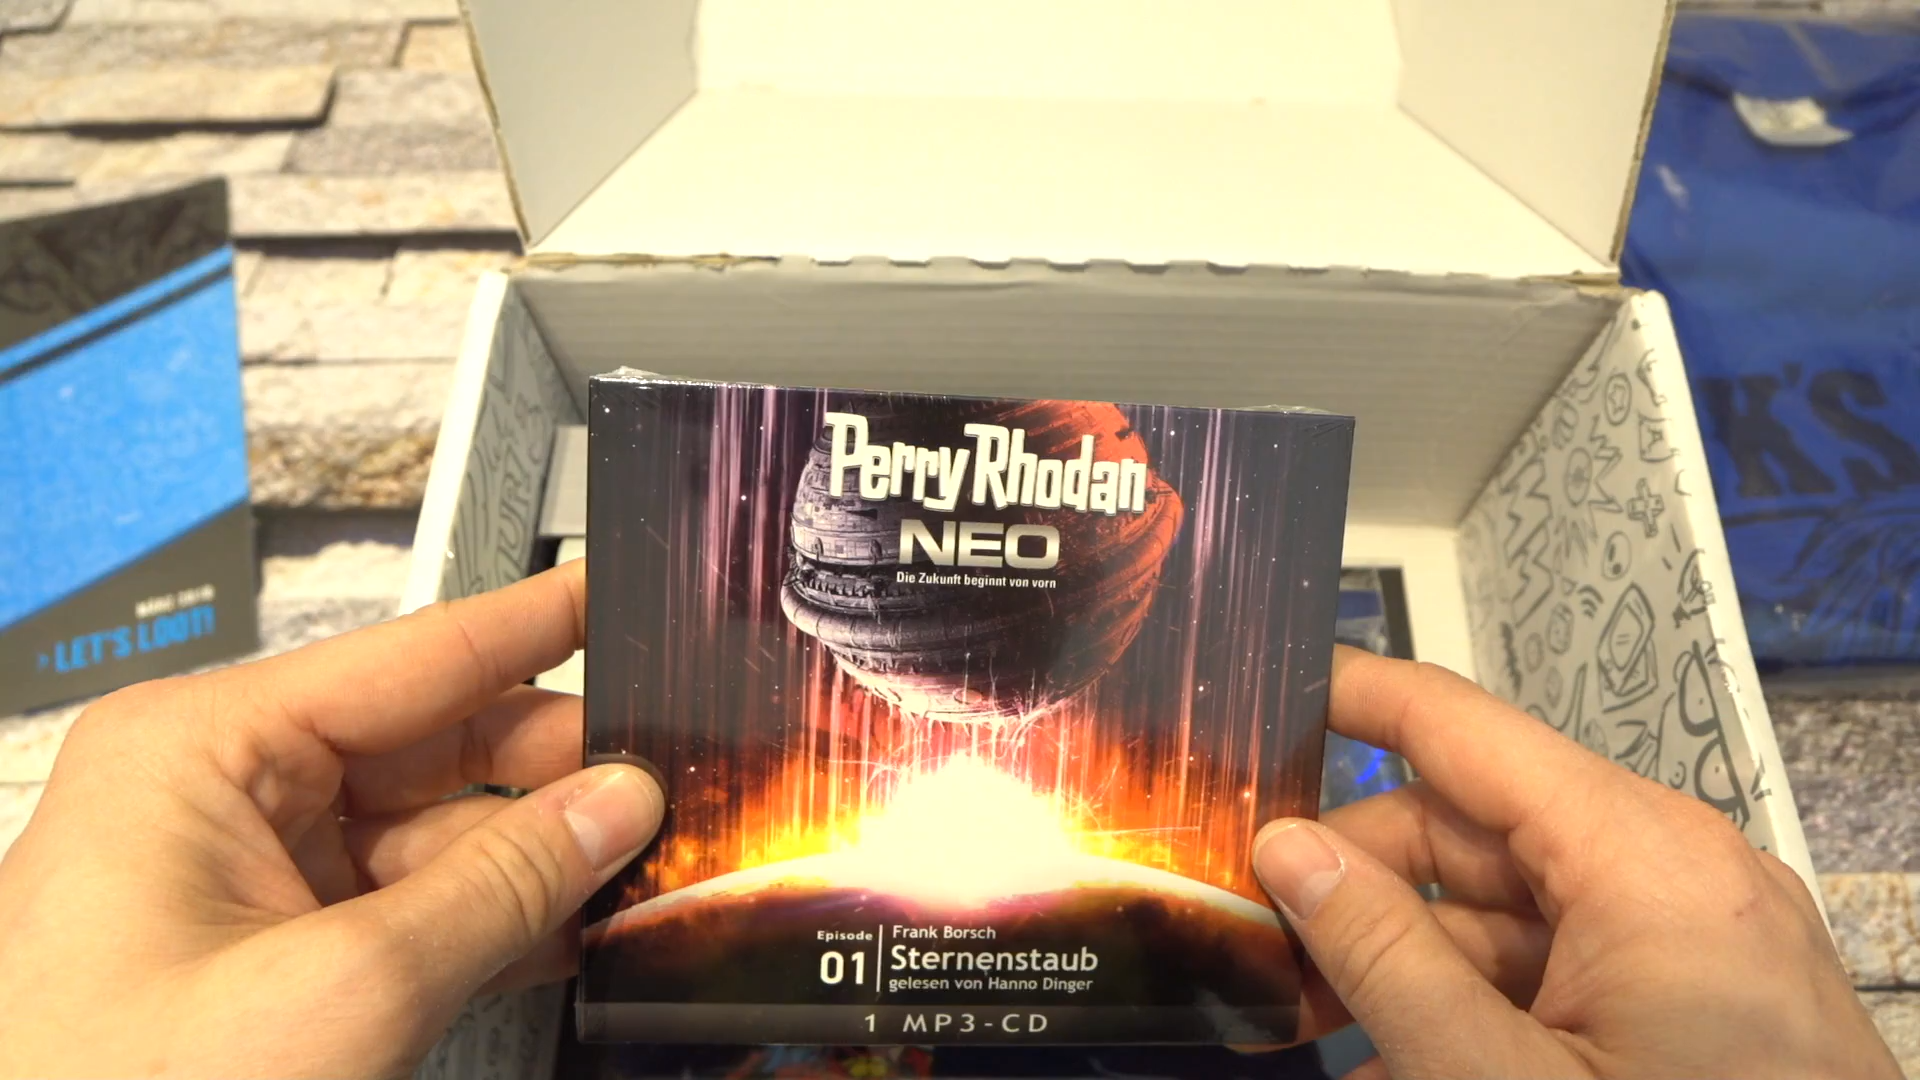 Perry Rhodan
NEO
Die Zukunft beginnt von vorn
Episode
01
Frank Borsch
Sternenstaub
gelesen von Hanno Dinger
1 MP3-CD
> LET'S LOOT!
K'S